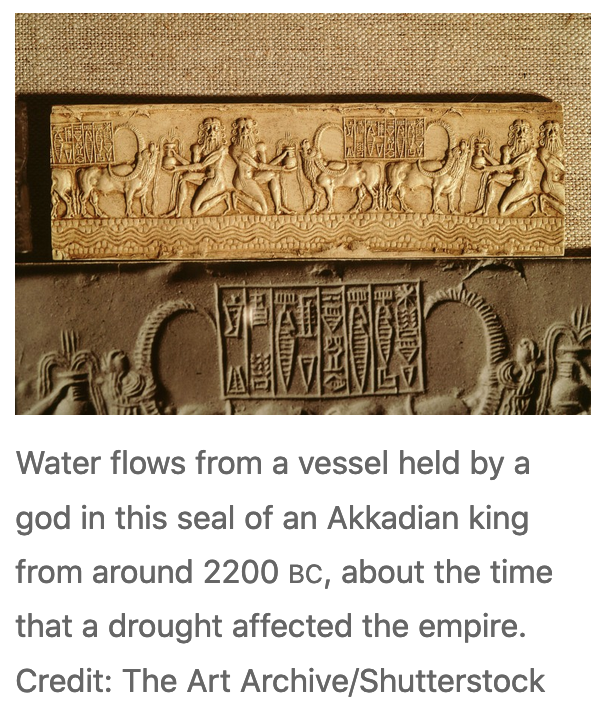 Water flows from a vessel held by a
god in this seal of an Akkadian king
from around 2200 BC, about the time
that a drought affected the empire.
Credit: The Art Archive/Shutterstock